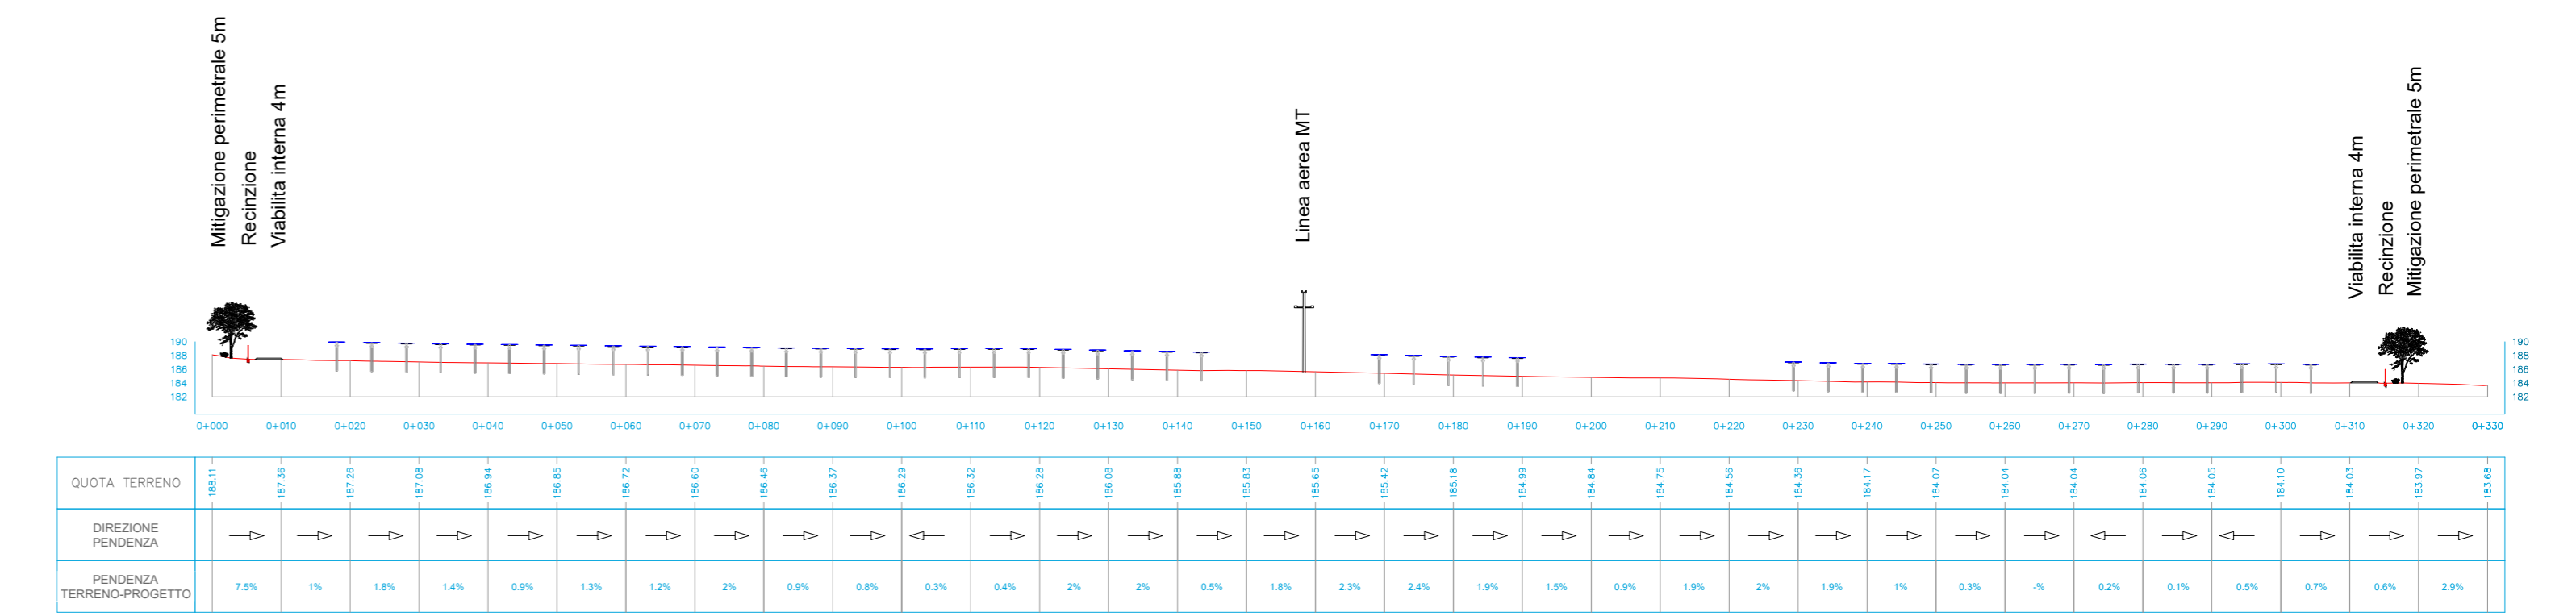 Mitigazione perimetrale 5m
Recinzione
Viabilita interna 4m
Linea aerea MT
Viabilita interna 4m
Recinzione
Mitigazione perimetrale 5m
190 190
188 188
186 186
184 184
182 182
0+000 0+010 0+020 0+030 0+040 0+050 0+060 0+070 0+080 0+090 0+100 0+110 0+120 0+130 0+140 0+150 0+160 0+170 0+180 0+190 0+200 0+210 0+220 0+230 0+240 0+250 0+260 0+270 0+280 0+290 0+300 0+310 0+320 0+330
QUOTA TERRENO 188.11 187.36 187.26 187.08 186.94 186.85 186.72 186.60 186.46 186.37 186.29 186.32 186.28 186.08 185.88 185.83 185.65 185.42 185.18 184.99 184.84 184.75 184.56 184.36 184.17 184.07 184.04 184.04 184.06 184.05 184.10 184.03 183.97 183.68
DIREZIONE
PENDENZA
PENDENZA
TERRENO-PROGETTO 7.5% 1% 1.8% 1.4% 0.9% 1.3% 1.2% 2% 0.9% 0.8% 0.3% 0.4% 2% 2% 0.5% 1.8% 2.3% 2.4% 1.9% 1.5% 0.9% 1.9% 2% 1.9% 1% 0.3% -% 0.2% 0.1% 0.5% 0.7% 0.6% 2.9%